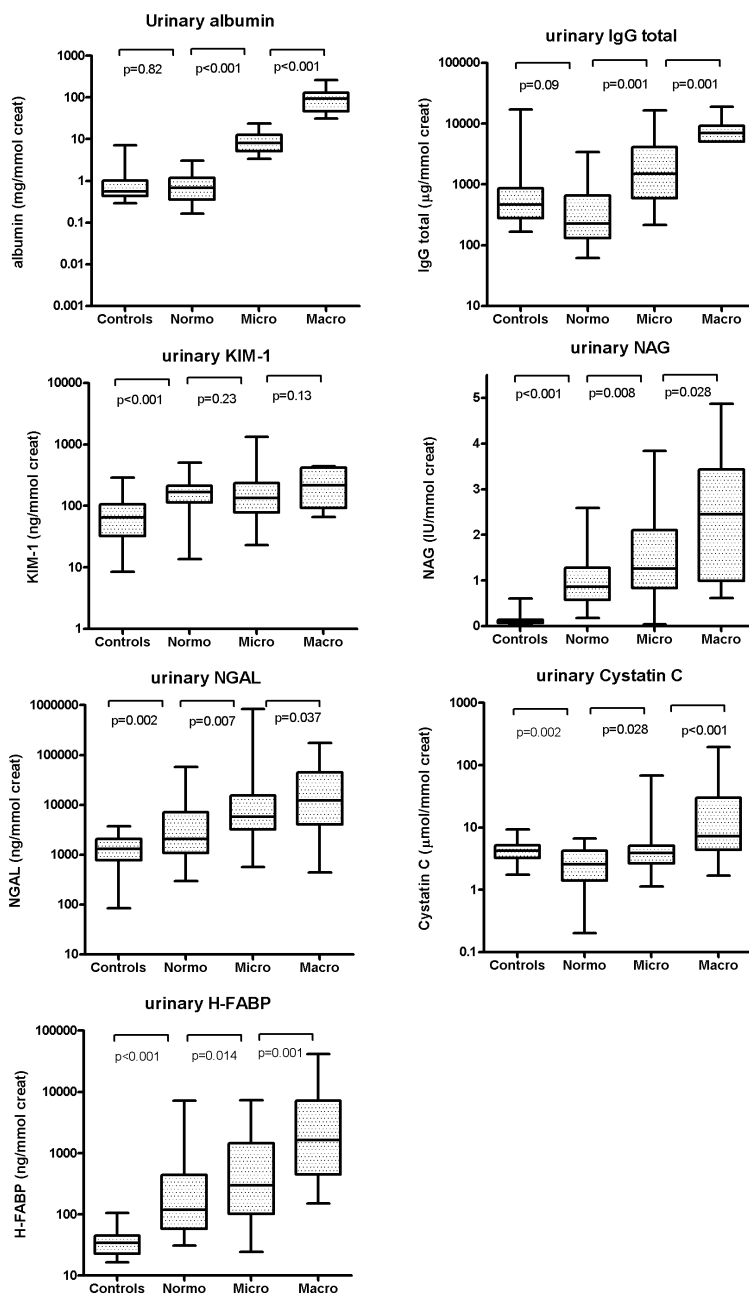 Urinary albumin
albumin (mg/mmol creat)
1000
100
10
1
0.1
0.01
0.001
p=0.82 p<0.001 p<0.001
Controls Normo Micro Macro
urinary IgG total
IgG total (µg/mmol creat)
100000
10000
1000
100
10
p=0.09 p=0.001 p=0.001
Controls Normo Micro Macro
urinary KIM-1
KIM-1 (ng/mmol creat)
10000
1000
100
10
1
p<0.001 p=0.23 p=0.13
Controls Normo Micro Macro
urinary NAG
NAG (IU/mmol creat)
5
4
3
2
1
0
p<0.001 p=0.008 p=0.028
Controls Normo Micro Macro
urinary NGAL
NGAL (ng/mmol creat)
1000000
100000
10000
1000
100
10
p=0.002 p=0.007 p=0.037
Controls Normo Micro Macro
urinary Cystatin C
Cystatin C (µmol/mmol creat)
1000
100
10
1
0.1
p=0.002 p=0.028 p<0.001
Controls Normo Micro Macro
urinary H-FABP
H-FABP (ng/mmol creat)
100000
10000
1000
100
10
p<0.001 p=0.014 p=0.001
Controls Normo Micro Macro